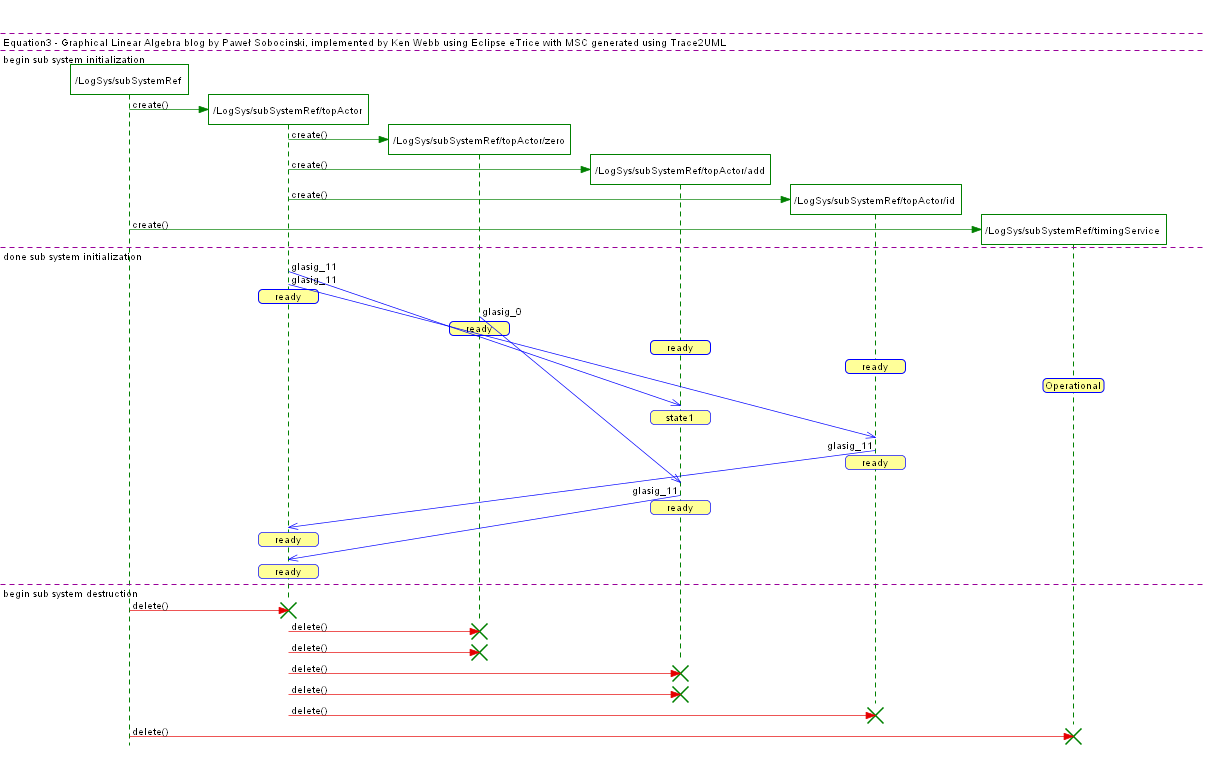 Equation3 - Graphical Linear Algebra blog by Paweł Sobocinski, implemented by Ken Webb using Eclipse eTrice with MSC generated using Trace2UML
begin sub system initialization
/LogSys/subSystemRef
create()
/LogSys/subSystemRef/topActor
create()
/LogSys/subSystemRef/topActor/zero
create()
/LogSys/subSystemRef/topActor/add
create()
/LogSys/subSystemRef/topActor/id
create()
/LogSys/subSystemRef/timingService
done sub system initialization
glasig_11
glasig_11
ready
glasig_0
ready
ready
ready
Operational
state1
glasig_11
ready
glasig_11
ready
ready
ready
begin sub system destruction
delete()
delete()
delete()
delete()
delete()
delete()
delete()